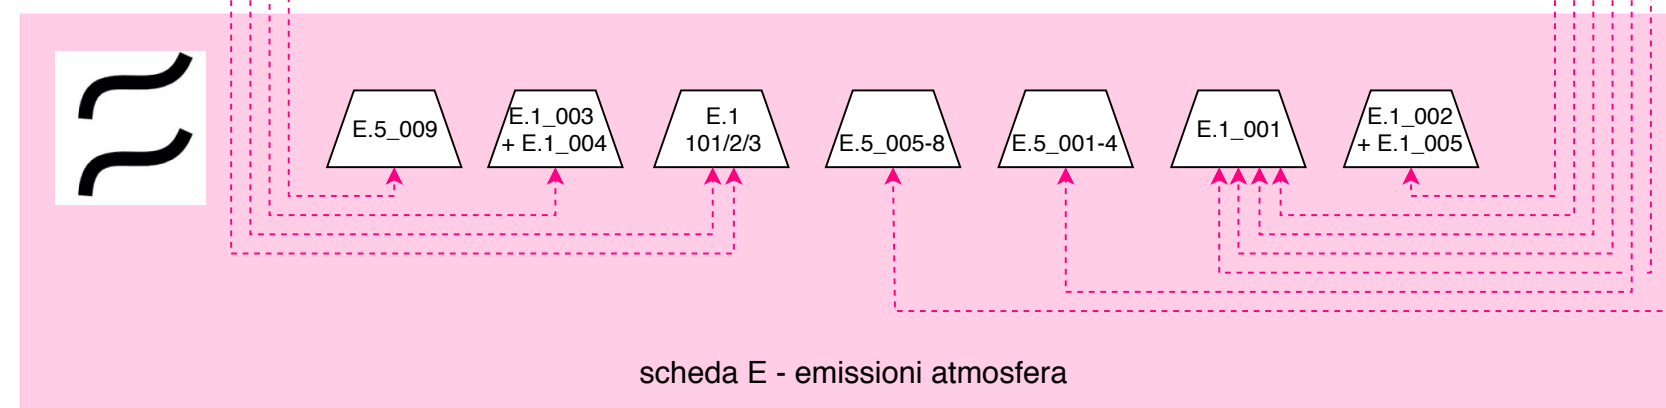 E.5_009
E.1_003
+ E.1_004
E.1
101/2/3
E.5_005-8
E.5_001-4
E.1_001
E.1_002
+ E.1_005
scheda E - emissioni atmosfera